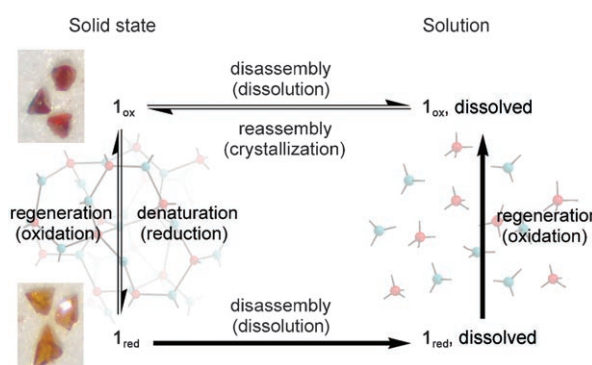 Solid state
Solution
disassembly
(dissolution)
1ox
1ox, dissolved
reassembly
(crystallization)
regeneration
(oxidation)
denaturation
(reduction)
regeneration
(oxidation)
disassembly
(dissolution)
1red
1red, dissolved